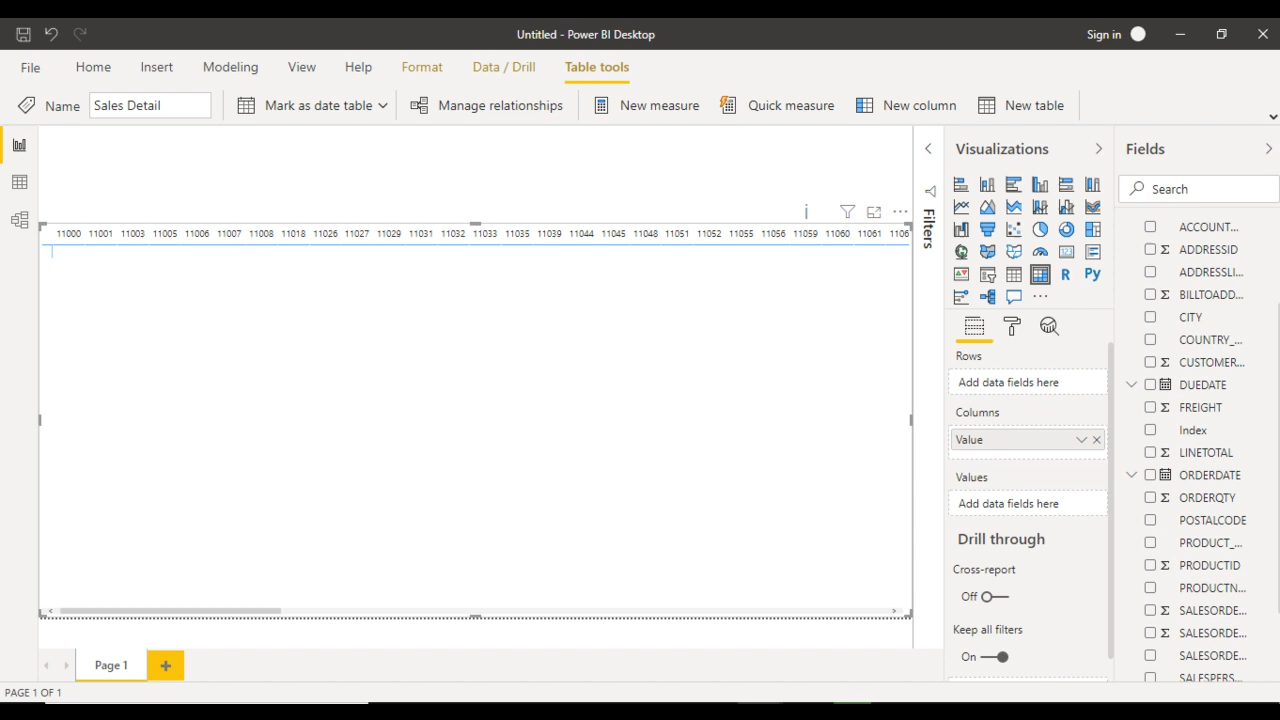 Untitled - Power BI Desktop
Sign in
File Home Insert Modeling View Help Format Data / Drill Table tools
Name Sales Detail Mark as date table Manage relationships New measure Quick measure New column New table
Filters
11000 11001 11003 11005 11006 11007 11012 11018 11026 11027 11030 11031 11032 11033 11035 11039 11044 11045 11048 11051 11052 11055 11056 11059 11060 11061 1106
Visualizations
R Py
Rows
Add data fields here
Columns
Value
Values
Add data fields here
Drill through
Cross-report
Off
Keep all filters
On
Fields
Search
ACCOUNT...
ADDRESSID
ADDRESSLI...
BILLTOADD...
CITY
COUNTRY_...
CUSTOMER...
DUEDATE
FREIGHT
Index
LINETOTAL
ORDERDATE
ORDERQTY
POSTALCODE
PRODUCT_...
PRODUCTID
PRODUCTN...
SALESORDE...
SALESORDE...
SALESORDE...
SALESPERS...
Page 1
PAGE 1 OF 1